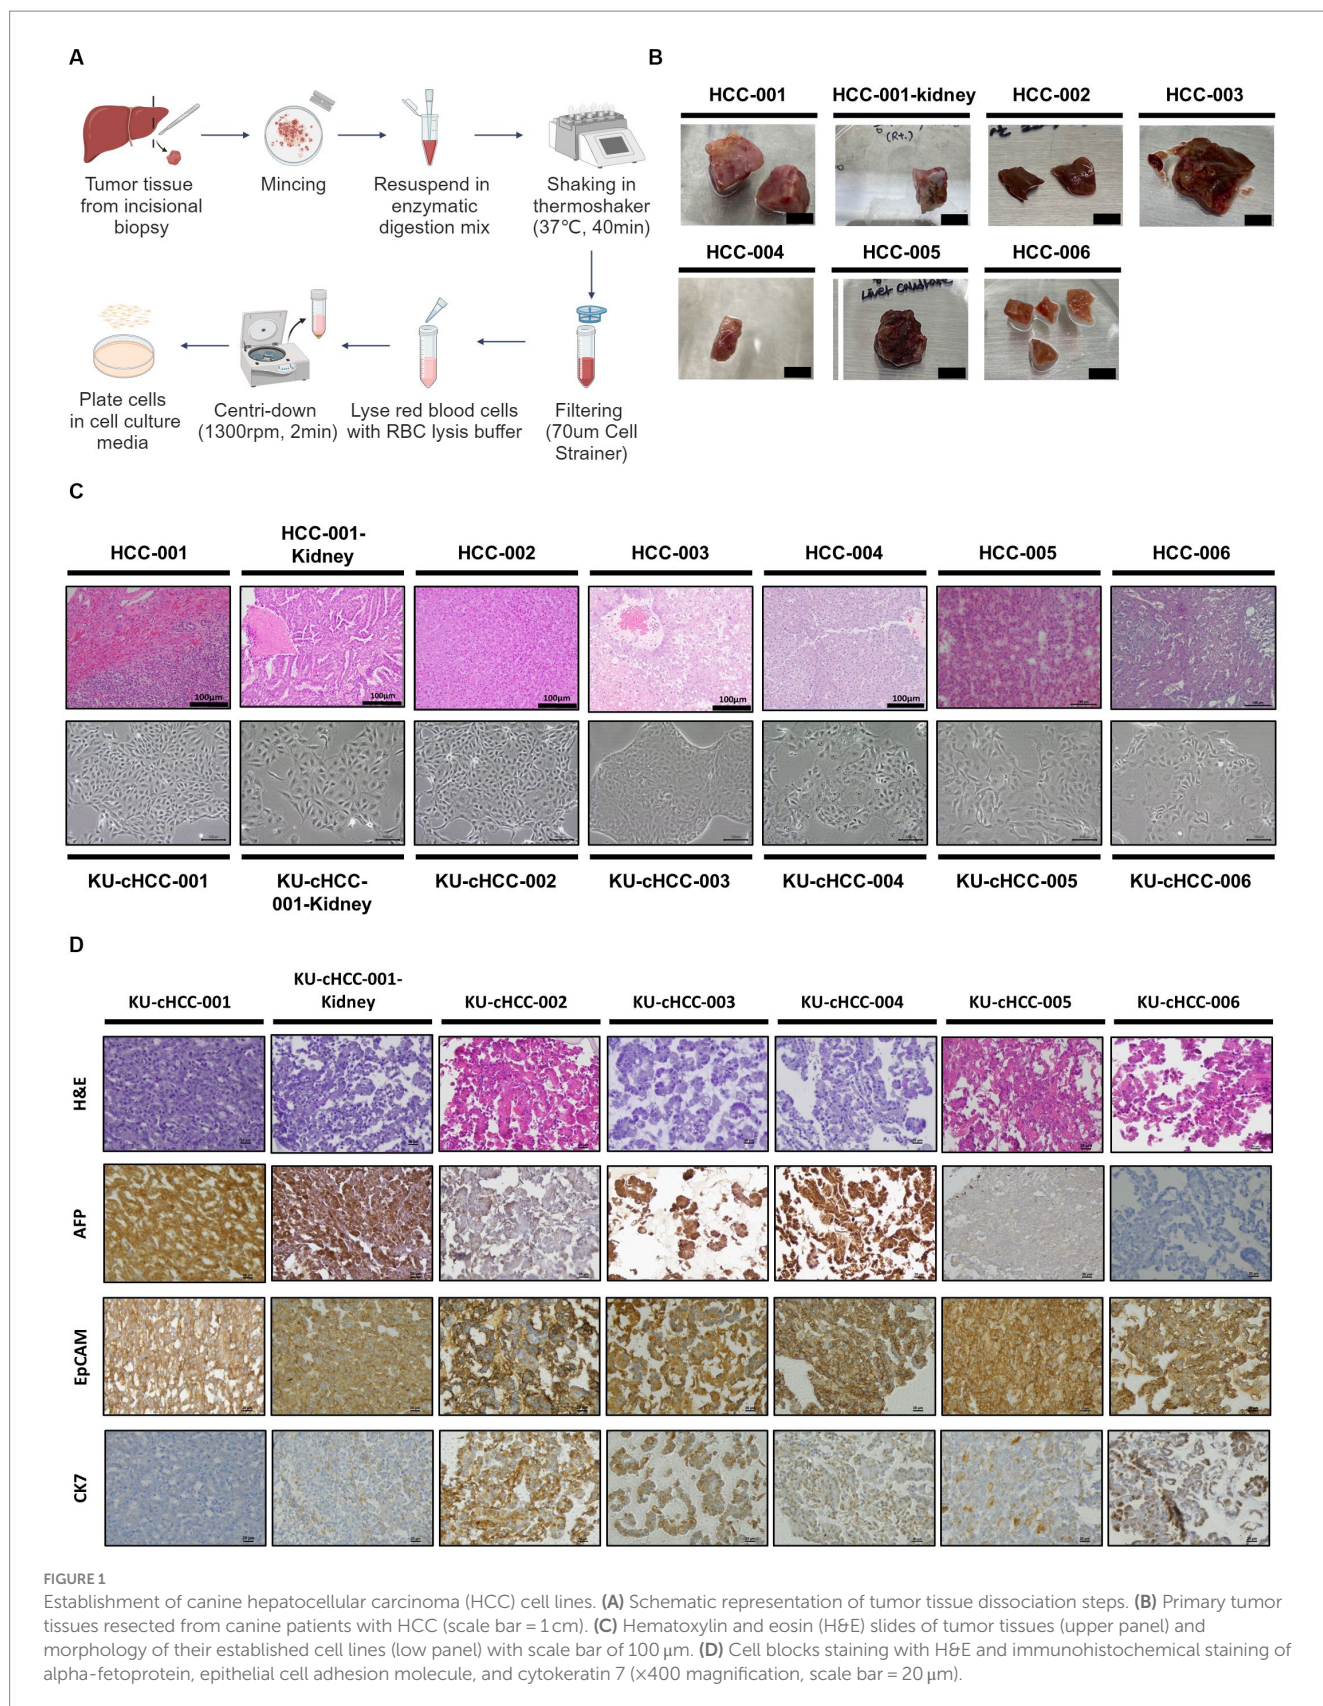 A
Tumor tissue
from incisional
biopsy
Mincing
Resuspend in
enzymatic
digestion mix
Shaking in
thermoshaker
(37℃, 40min)
Plate cells
in cell culture
media
Centri-down
(1300rpm, 2min)
Lyse red blood cells
with RBC lysis buffer
Filtering
(70um Cell
Strainer)
B
HCC-001
HCC-001-kidney
HCC-002
HCC-003
(Rt.)
HCC-004
HCC-005
HCC-006
Liver
C
HCC-001
HCC-001-
Kidney
HCC-002
HCC-003
HCC-004
HCC-005
HCC-006
100μm
100μm
100μm
100μm
100μm
KU-cHCC-001
KU-cHCC-
001-Kidney
KU-cHCC-002
KU-cHCC-003
KU-cHCC-004
KU-cHCC-005
KU-cHCC-006
D
KU-cHCC-001
KU-cHCC-001-
Kidney
KU-cHCC-002
KU-cHCC-003
KU-cHCC-004
KU-cHCC-005
KU-cHCC-006
H&E
AFP
EpCAM
CK7
FIGURE 1
Establishment of canine hepatocellular carcinoma (HCC) cell lines. (A) Schematic representation of tumor tissue dissociation steps. (B) Primary tumor
tissues resected from canine patients with HCC (scale bar = 1 cm). (C) Hematoxylin and eosin (H&E) slides of tumor tissues (upper panel) and
morphology of their established cell lines (low panel) with scale bar of 100 μm. (D) Cell blocks staining with H&E and immunohistochemical staining of
alpha-fetoprotein, epithelial cell adhesion molecule, and cytokeratin 7 (×400 magnification, scale bar = 20 μm).